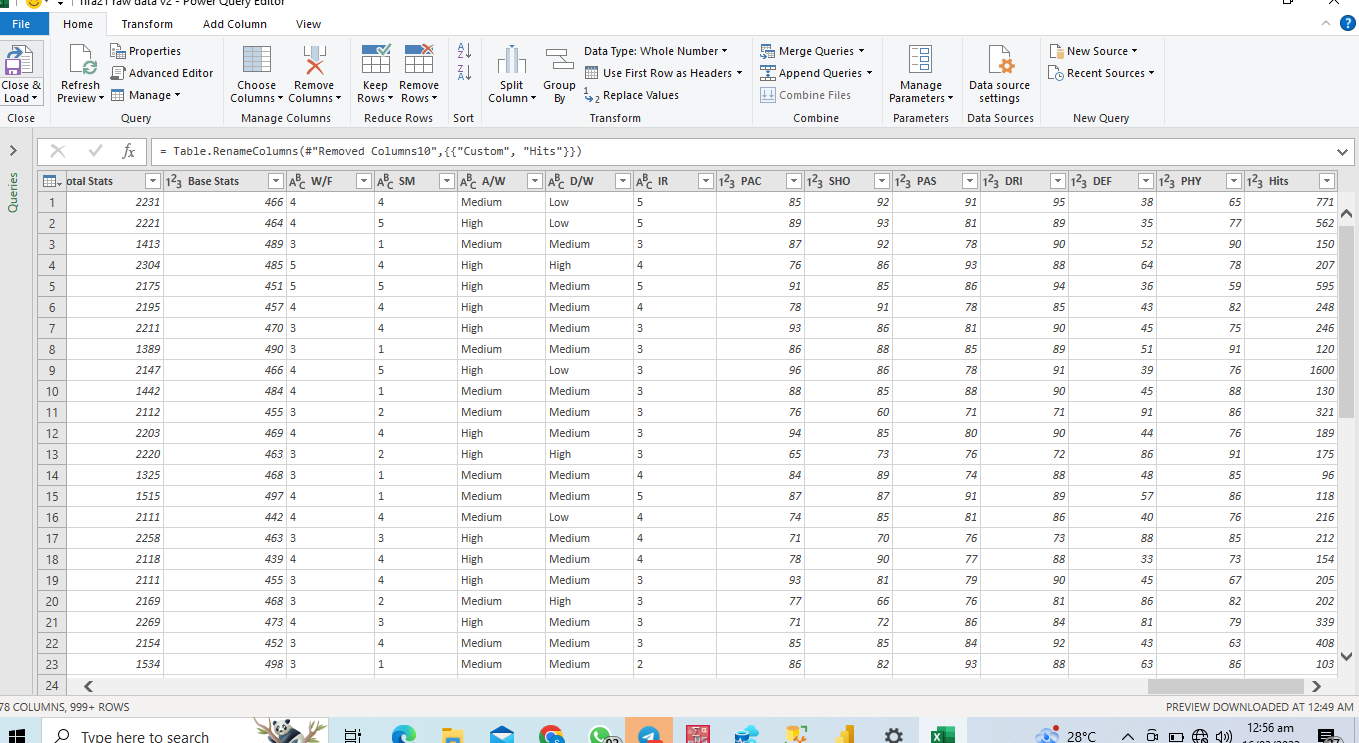 fifa21 raw data v2 - Power Query Editor
File Home Transform Add Column View
Close & Load
Refresh Preview
Properties
Advanced Editor
Manage
Choose Columns
Remove Columns
Keep Rows
Remove Rows
Split Column
Group By
Data Type: Whole Number
Use First Row as Headers
Replace Values
Merge Queries
Append Queries
Combine Files
Manage Parameters
Data source settings
New Source
Recent Sources
Close Query Manage Columns Reduce Rows Sort Transform Combine Parameters Data Sources New Query
= Table.RenameColumns(#"Removed Columns10",{{"Custom", "Hits"}})
Queries
otal Stats Base Stats W/F SM A/W D/W IR PAC SHO PAS DRI DEF PHY Hits
1 2231 466 4 4 Medium Low 5 85 92 91 95 38 65 771
2 2221 464 4 5 High Low 5 89 93 81 89 35 77 562
3 1413 489 3 1 Medium Medium 3 87 92 78 90 52 90 150
4 2304 485 5 4 High High 4 76 86 93 88 64 78 207
5 2175 451 5 5 High Medium 5 91 85 86 94 36 59 595
6 2195 457 4 4 High Medium 4 78 91 78 85 43 82 248
7 2211 470 3 4 High Medium 3 93 86 81 90 45 75 246
8 1389 490 3 1 Medium Medium 3 86 88 85 89 51 91 120
9 2147 466 4 5 High Low 3 96 86 78 91 39 76 1600
10 1442 484 4 1 Medium Medium 3 88 85 88 90 45 88 130
11 2112 455 3 2 Medium Medium 3 76 60 71 71 91 86 321
12 2203 469 4 4 High Medium 3 94 85 80 90 44 76 189
13 2220 463 3 2 High High 3 65 73 76 72 86 91 175
14 1325 468 3 1 Medium Medium 4 84 89 74 88 48 85 96
15 1515 497 4 1 Medium Medium 5 87 87 91 89 57 86 118
16 2111 442 4 4 Medium Low 4 74 85 81 86 40 76 216
17 2258 463 3 3 High Medium 4 71 70 76 73 88 85 212
18 2118 439 4 4 High Medium 4 78 90 77 88 33 73 154
19 2111 455 3 4 High Medium 3 93 81 79 90 45 67 205
20 2169 468 3 2 Medium High 3 77 66 76 81 86 82 202
21 2269 473 4 3 High Medium 3 71 72 86 84 81 79 339
22 2154 452 3 4 Medium Medium 3 85 85 84 92 43 63 408
23 1534 498 3 1 Medium Medium 2 86 82 93 88 63 86 103
24
78 COLUMNS, 999+ ROWS PREVIEW DOWNLOADED AT 12:49 AM
Type here to search 28°C 12:56 am